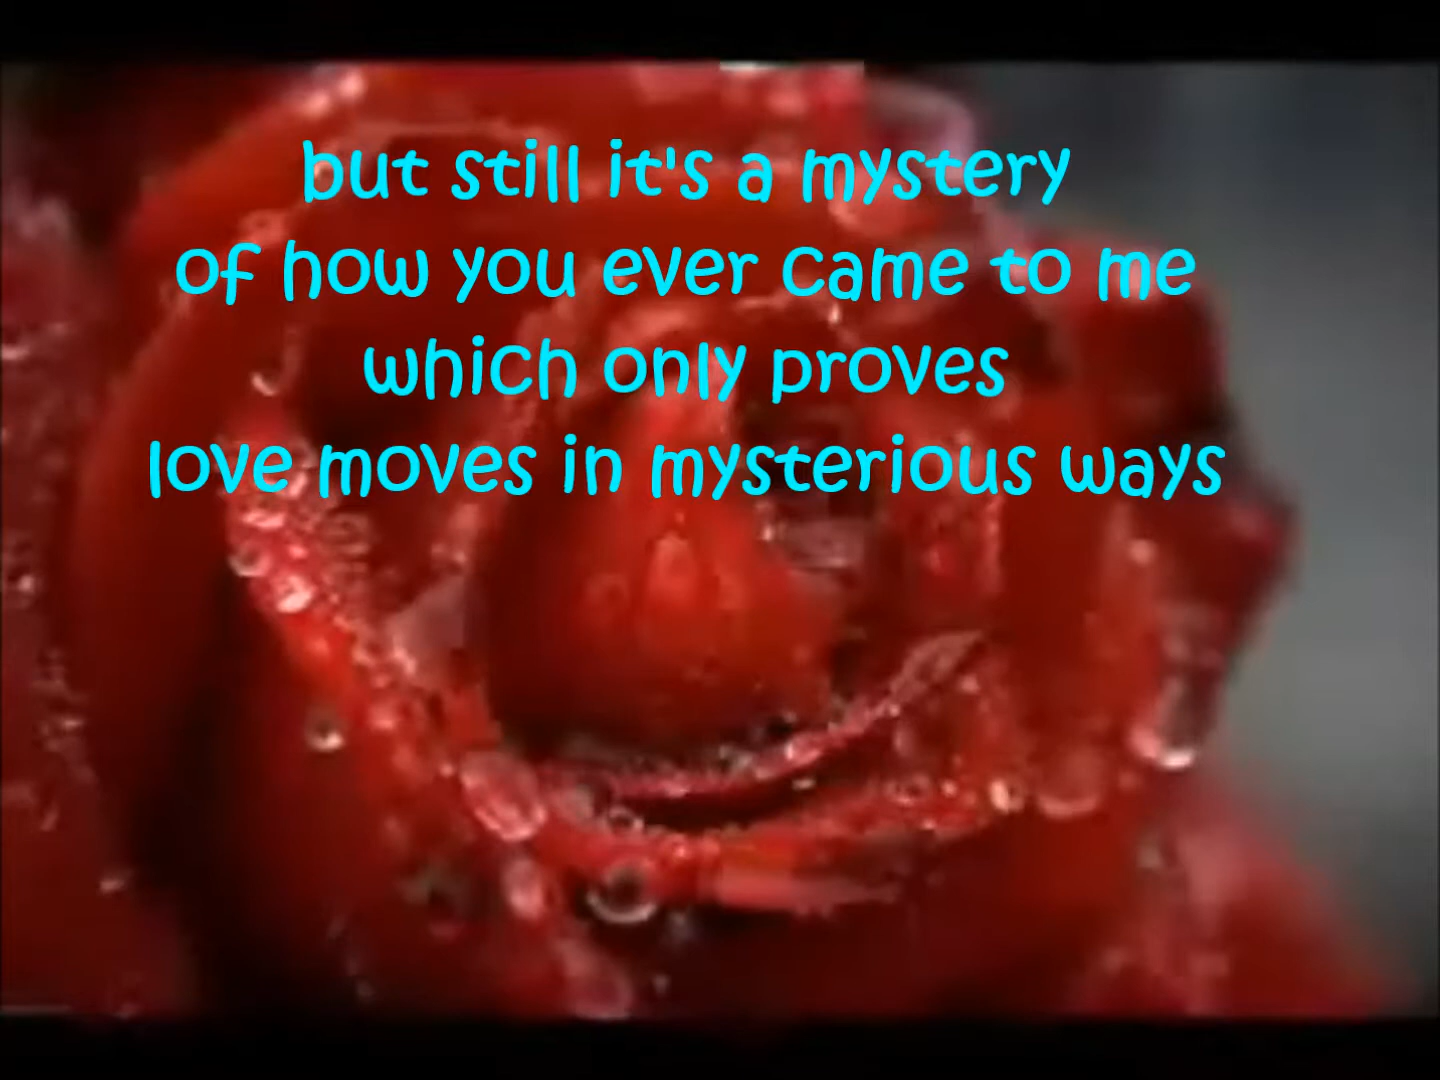 but still it's a mystery
of how you ever came to me
which only proves
love moves in mysterious ways